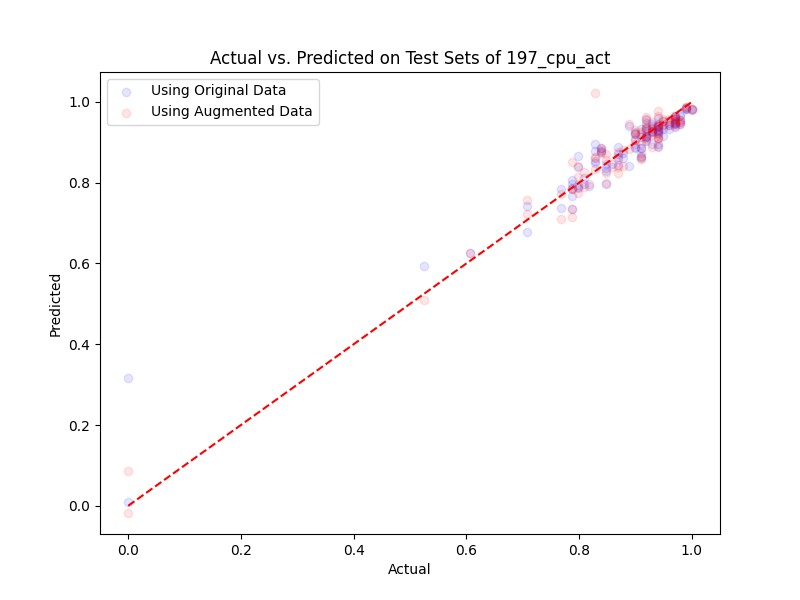 Actual vs. Predicted on Test Sets of 197_cpu_act
Using Original Data
Using Augmented Data
1.0
0.8
0.6
0.4
0.2
0.0
Predicted
0.0 0.2 0.4 0.6 0.8 1.0
Actual